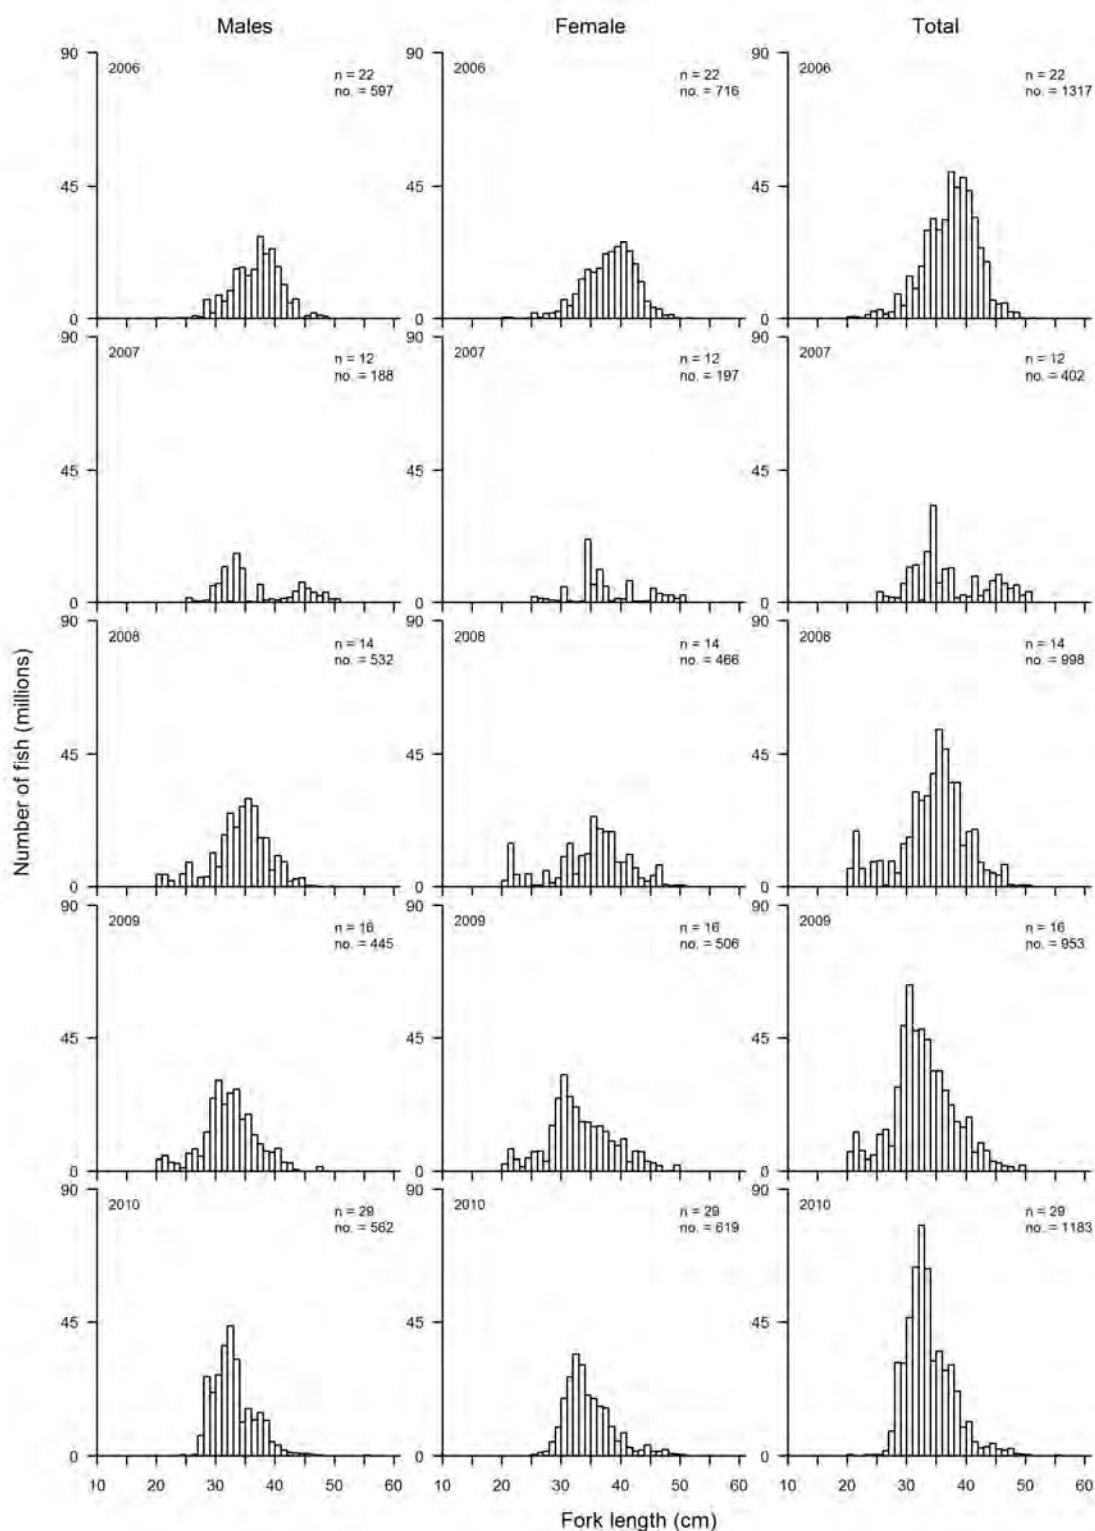 Males Female Total
90 90 90
2006 2006 2006
n = 22 n = 22 n = 22
no. = 597 no. = 716 no. = 1317
45 45 45
0 0 0
90 90 90
2007 2007 2007
n = 12 n = 12 n = 12
no. = 188 no. = 197 no. = 402
45 45 45
0 0 0
90 90 90
2008 2008 2008
n = 14 n = 14 n = 14
no. = 532 no. = 466 no. = 998
45 45 45
0 0 0
90 90 90
2009 2009 2009
n = 16 n = 16 n = 16
no. = 445 no. = 506 no. = 953
45 45 45
0 0 0
90 90 90
2010 2010 2010
n = 29 n = 29 n = 29
no. = 562 no. = 619 no. = 1183
45 45 45
0 0 0
10 20 30 40 50 60 10 20 30 40 50 60 10 20 30 40 50 60
Number of fish (millions)
Fork length (cm)